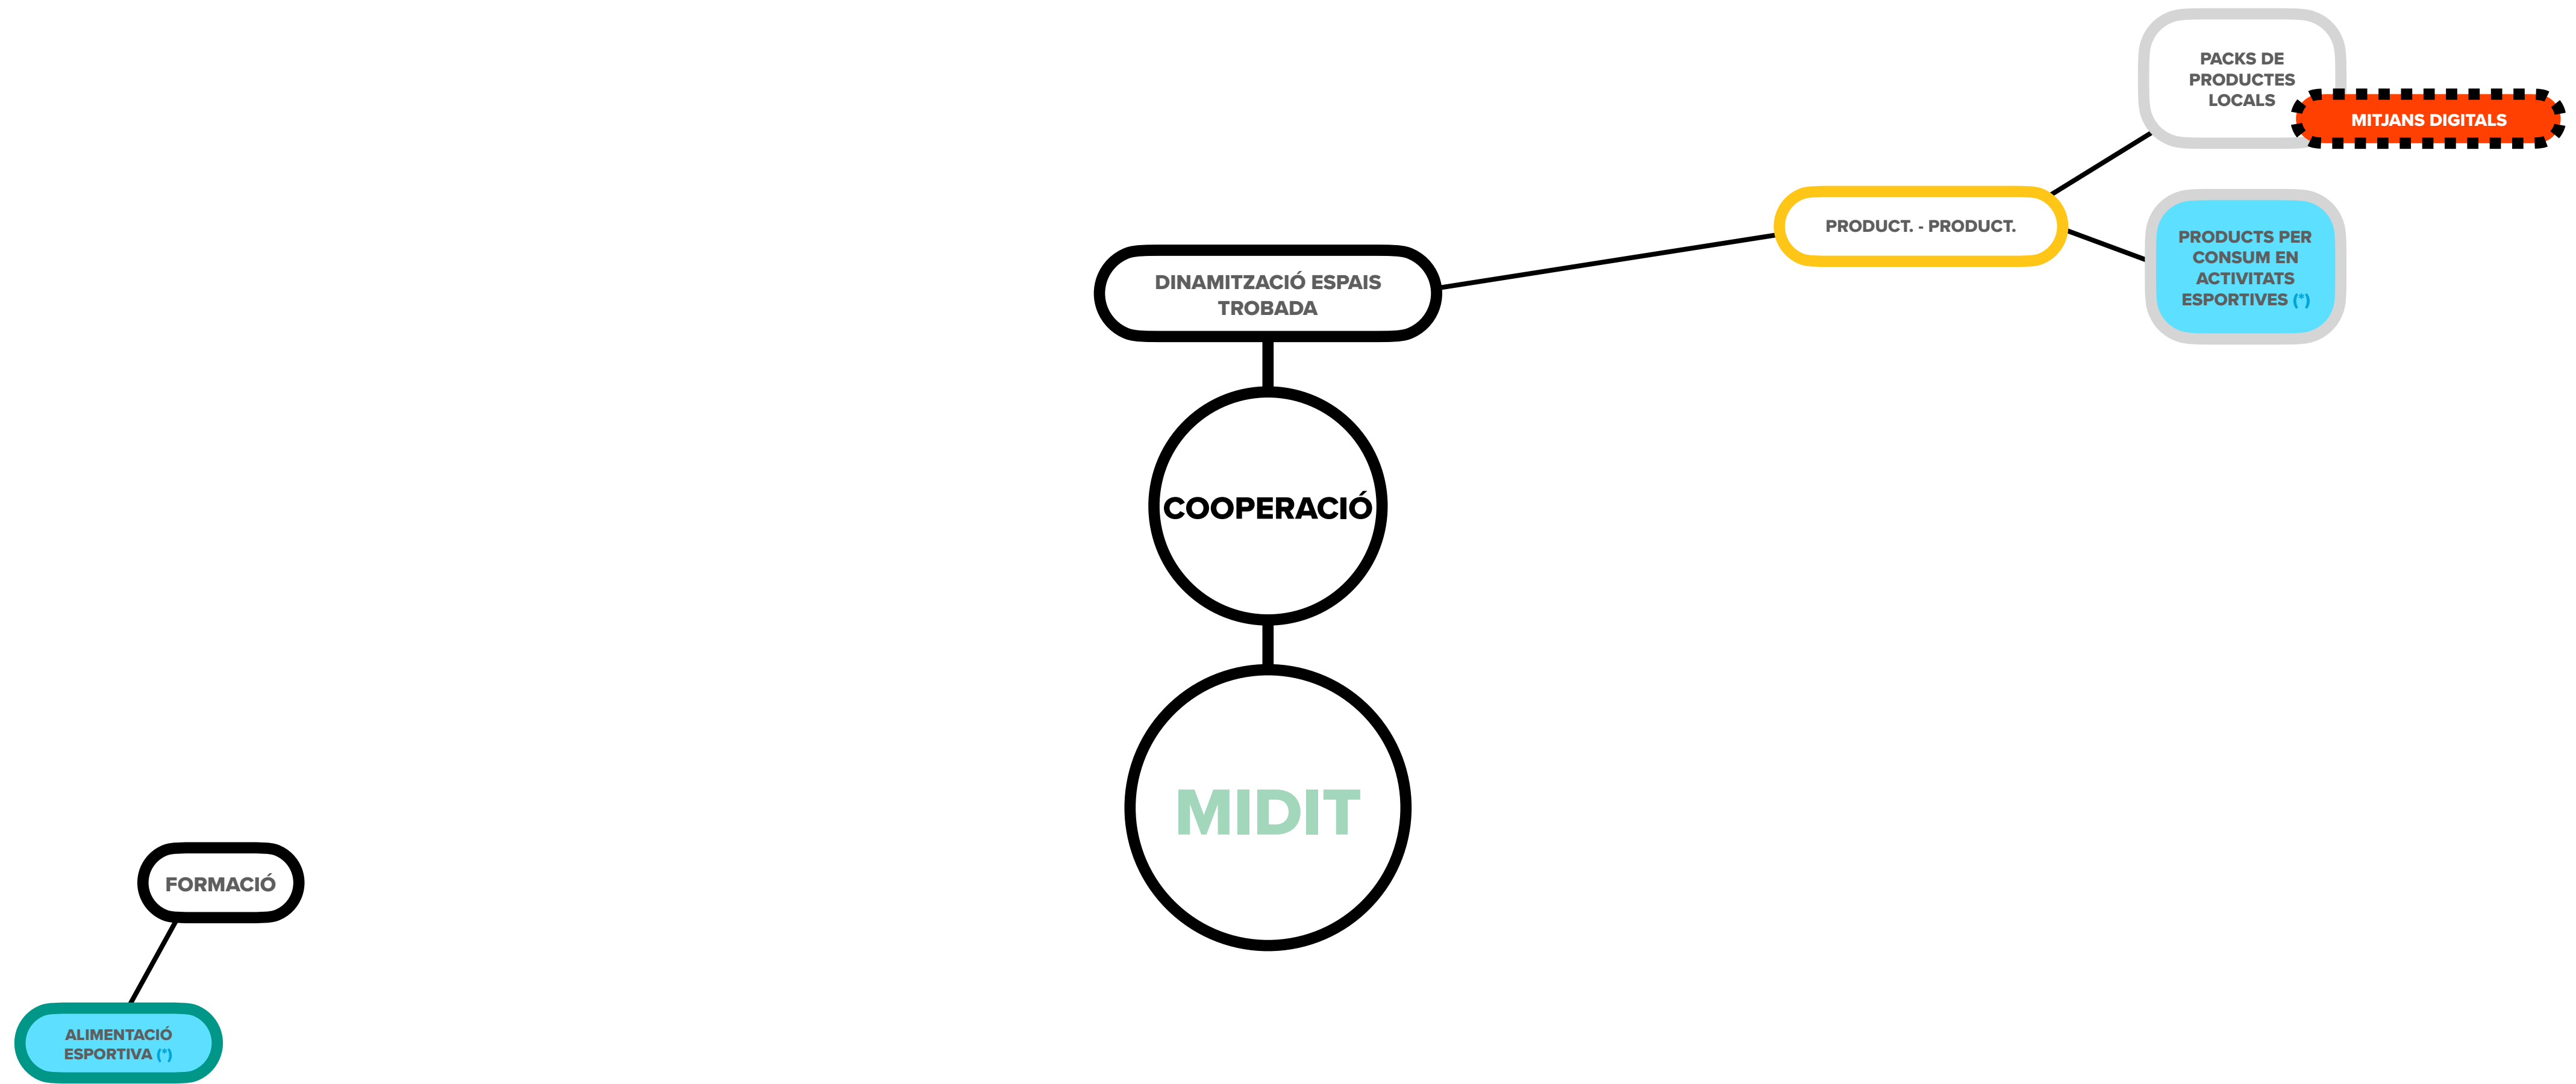 PACKS DE
PRODUCTES
LOCALS
MITJANS DIGITALS
PRODUCT. - PRODUCT.
PRODUCTS PER
CONSUM EN
ACTIVITATS
ESPORTIVES (*)
DINAMITZACIÓ ESPAIS
TROBADA
COOPERACIÓ
MIDIT
FORMACIÓ
ALIMENTACIÓ
ESPORTIVA (*)